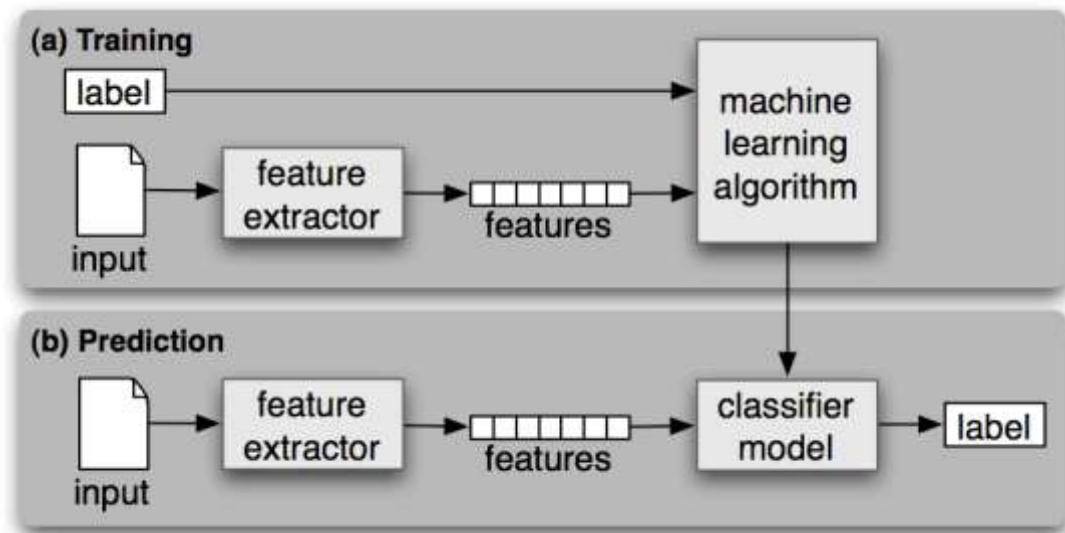 (a) Training
label
machine
learning
algorithm
feature
extractor
features
input
(b) Prediction
feature
extractor
features
classifier
model
label
input